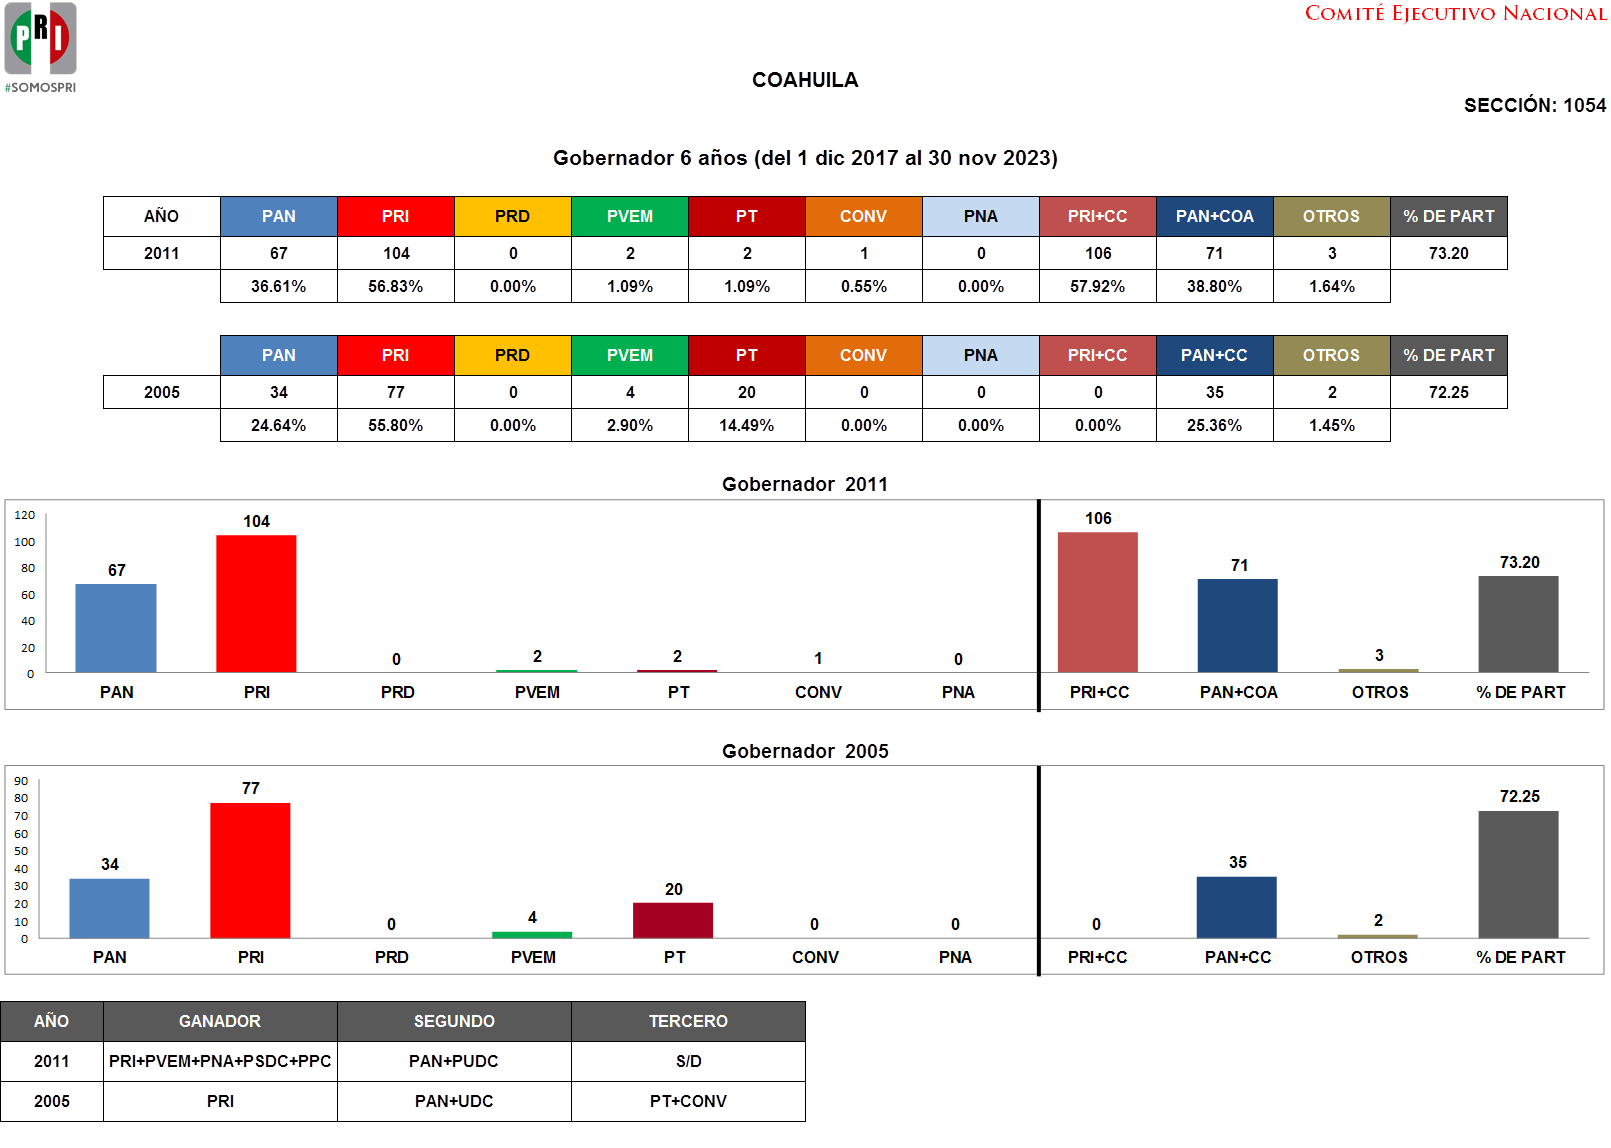 PRI
#SOMOSPRI
COMITÉ EJECUTIVO NACIONAL
COAHUILA
SECCIÓN: 1054
Gobernador 6 años (del 1 dic 2017 al 30 nov 2023)
AÑO PAN PRI PRD PVEM PT CONV PNA PRI+CC PAN+COA OTROS % DE PART
2011 67 104 0 2 2 1 0 106 71 3 73.20
36.61% 56.83% 0.00% 1.09% 1.09% 0.55% 0.00% 57.92% 38.80% 1.64%
PAN PRI PRD PVEM PT CONV PNA PRI+CC PAN+CC OTROS % DE PART
2005 34 77 0 4 20 0 0 0 35 2 72.25
24.64% 55.80% 0.00% 2.90% 14.49% 0.00% 0.00% 0.00% 25.36% 1.45%
Gobernador 2011
120
100
80
60
40
20
0
67 104 0 2 2 1 0 106 71 3 73.20
PAN PRI PRD PVEM PT CONV PNA PRI+CC PAN+COA OTROS % DE PART
Gobernador 2005
90
80
70
60
50
40
30
20
10
0
34 77 0 4 20 0 0 0 35 2 72.25
PAN PRI PRD PVEM PT CONV PNA PRI+CC PAN+CC OTROS % DE PART
AÑO GANADOR SEGUNDO TERCERO
2011 PRI+PVEM+PNA+PSDC+PPC PAN+PUDC S/D
2005 PRI PAN+UDC PT+CONV